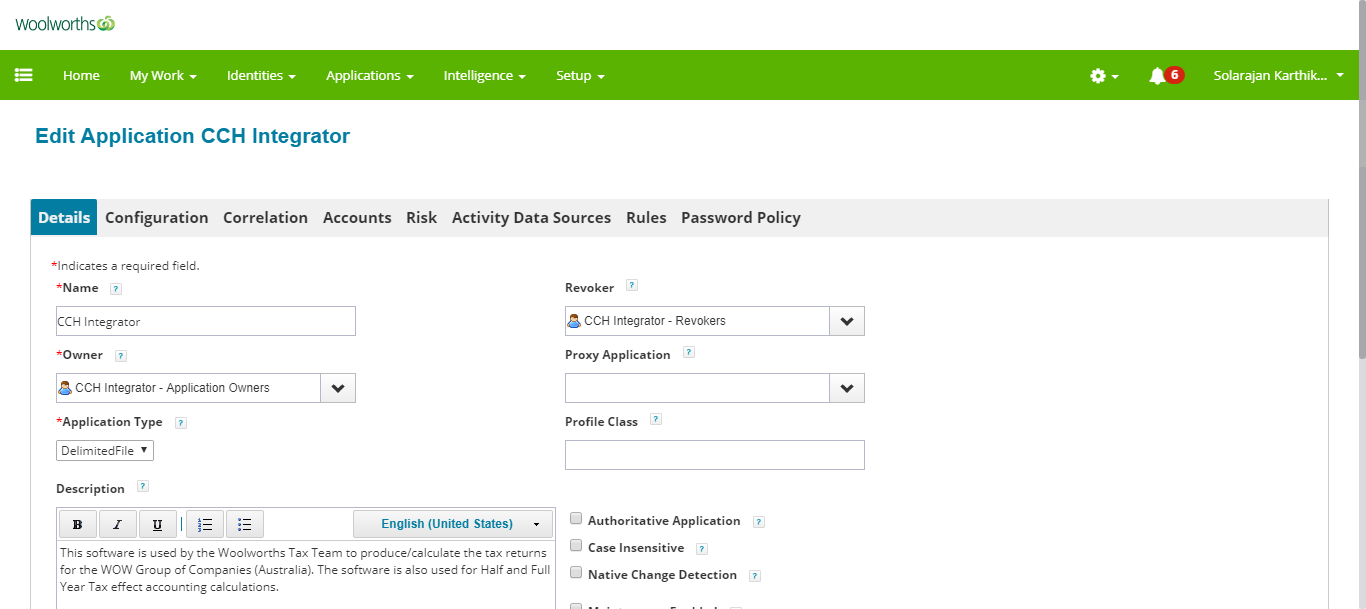 woolworths
Home My Work Identities Applications Intelligence Setup 6 Solarajan Karthik...
Edit Application CCH Integrator
Details Configuration Correlation Accounts Risk Activity Data Sources Rules Password Policy
*Indicates a required field.
*Name ?
CCH Integrator
Revoker ?
CCH Integrator - Revokers
*Owner ?
CCH Integrator - Application Owners
Proxy Application ?
*Application Type ?
DelimitedFile
Profile Class ?
Description ?
B I U English (United States)
This software is used by the Woolworths Tax Team to produce/calculate the tax returns
for the WOW Group of Companies (Australia). The software is also used for Half and Full
Year Tax effect accounting calculations.
Authoritative Application ?
Case Insensitive ?
Native Change Detection ?